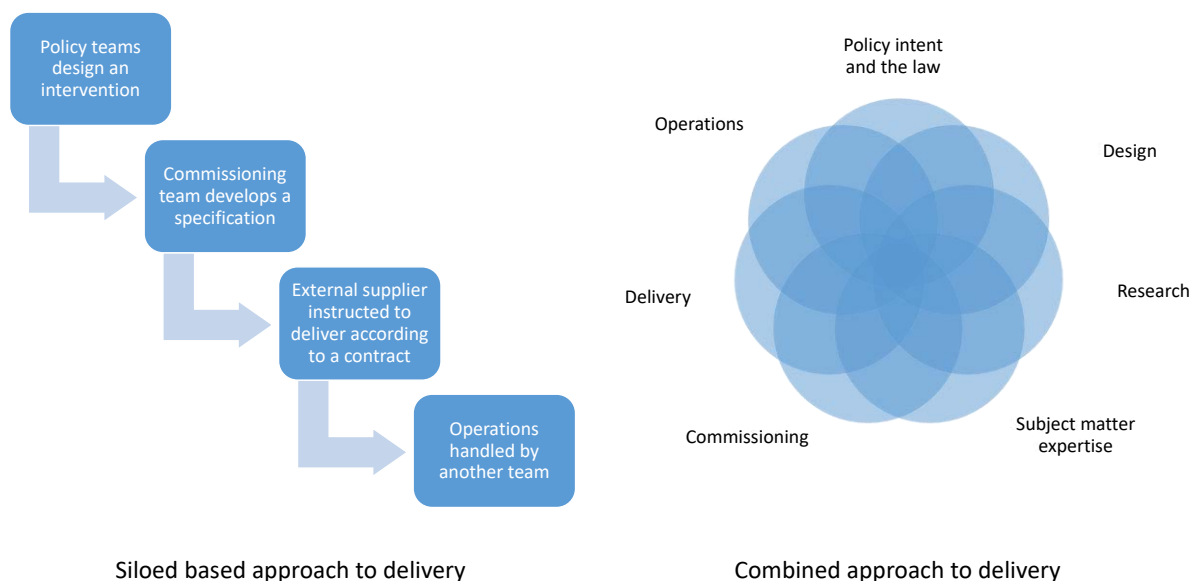 Policy teams
design an
intervention
Commissioning
team develops a
specification
External supplier
instructed to
deliver according
to a contract
Operations
handled by
another team
Siloed based approach to delivery
Policy intent
and the law
Operations
Design
Delivery
Research
Commissioning
Subject matter
expertise
Combined approach to delivery